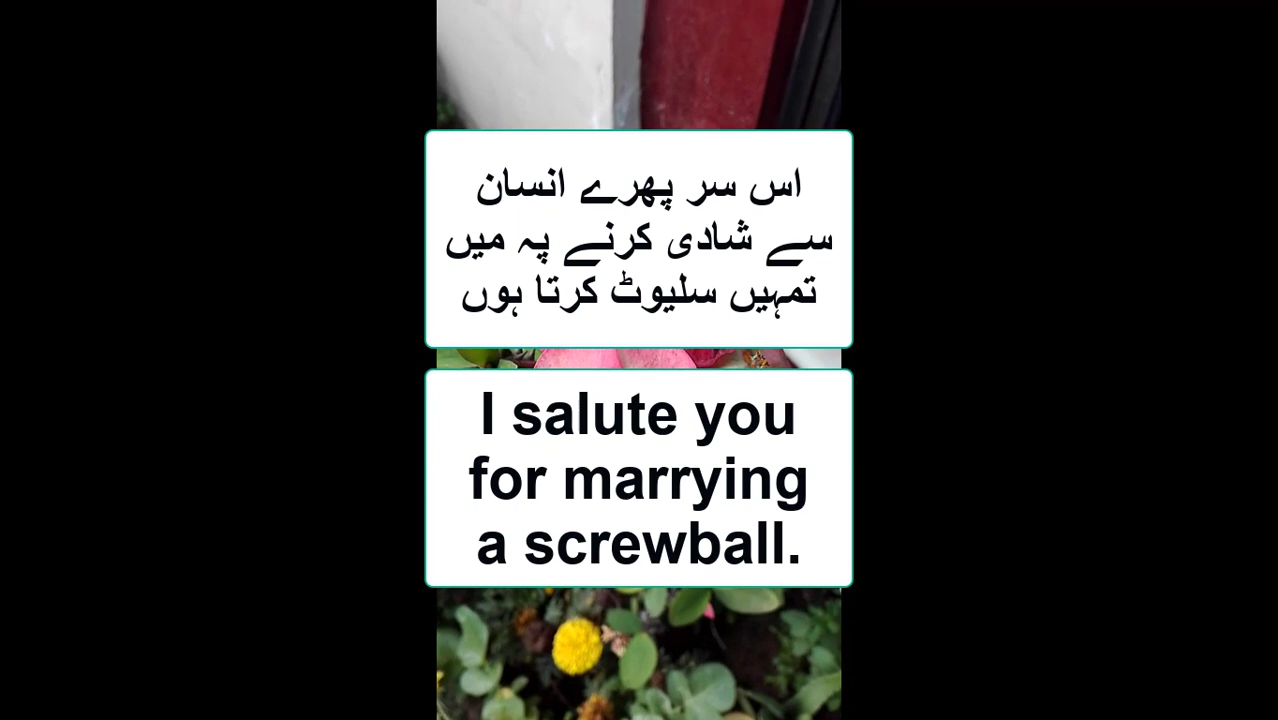 اس سر پھرے انسان
سے شادی کرنے پہ میں
تمہیں سلیوٹ کرتا ہوں
I salute you
for marrying
a screwball.